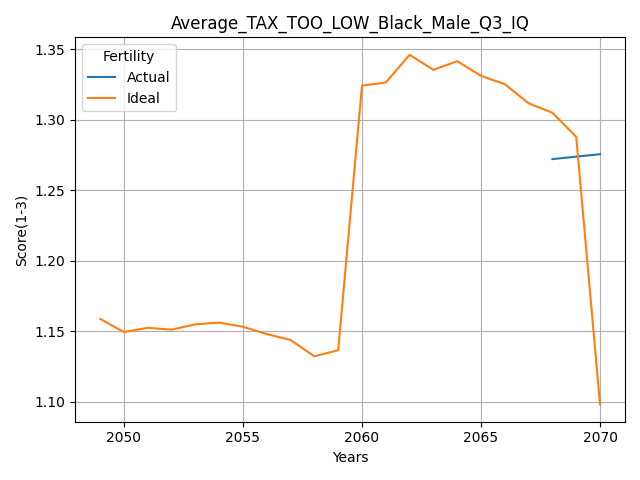 Average_TAX_TOO_LOW_Black_Male_Q3_IQ
Fertility
Actual
Ideal
Score(1-3)
1.35
1.30
1.25
1.20
1.15
1.10
2050 2055 2060 2065 2070
Years